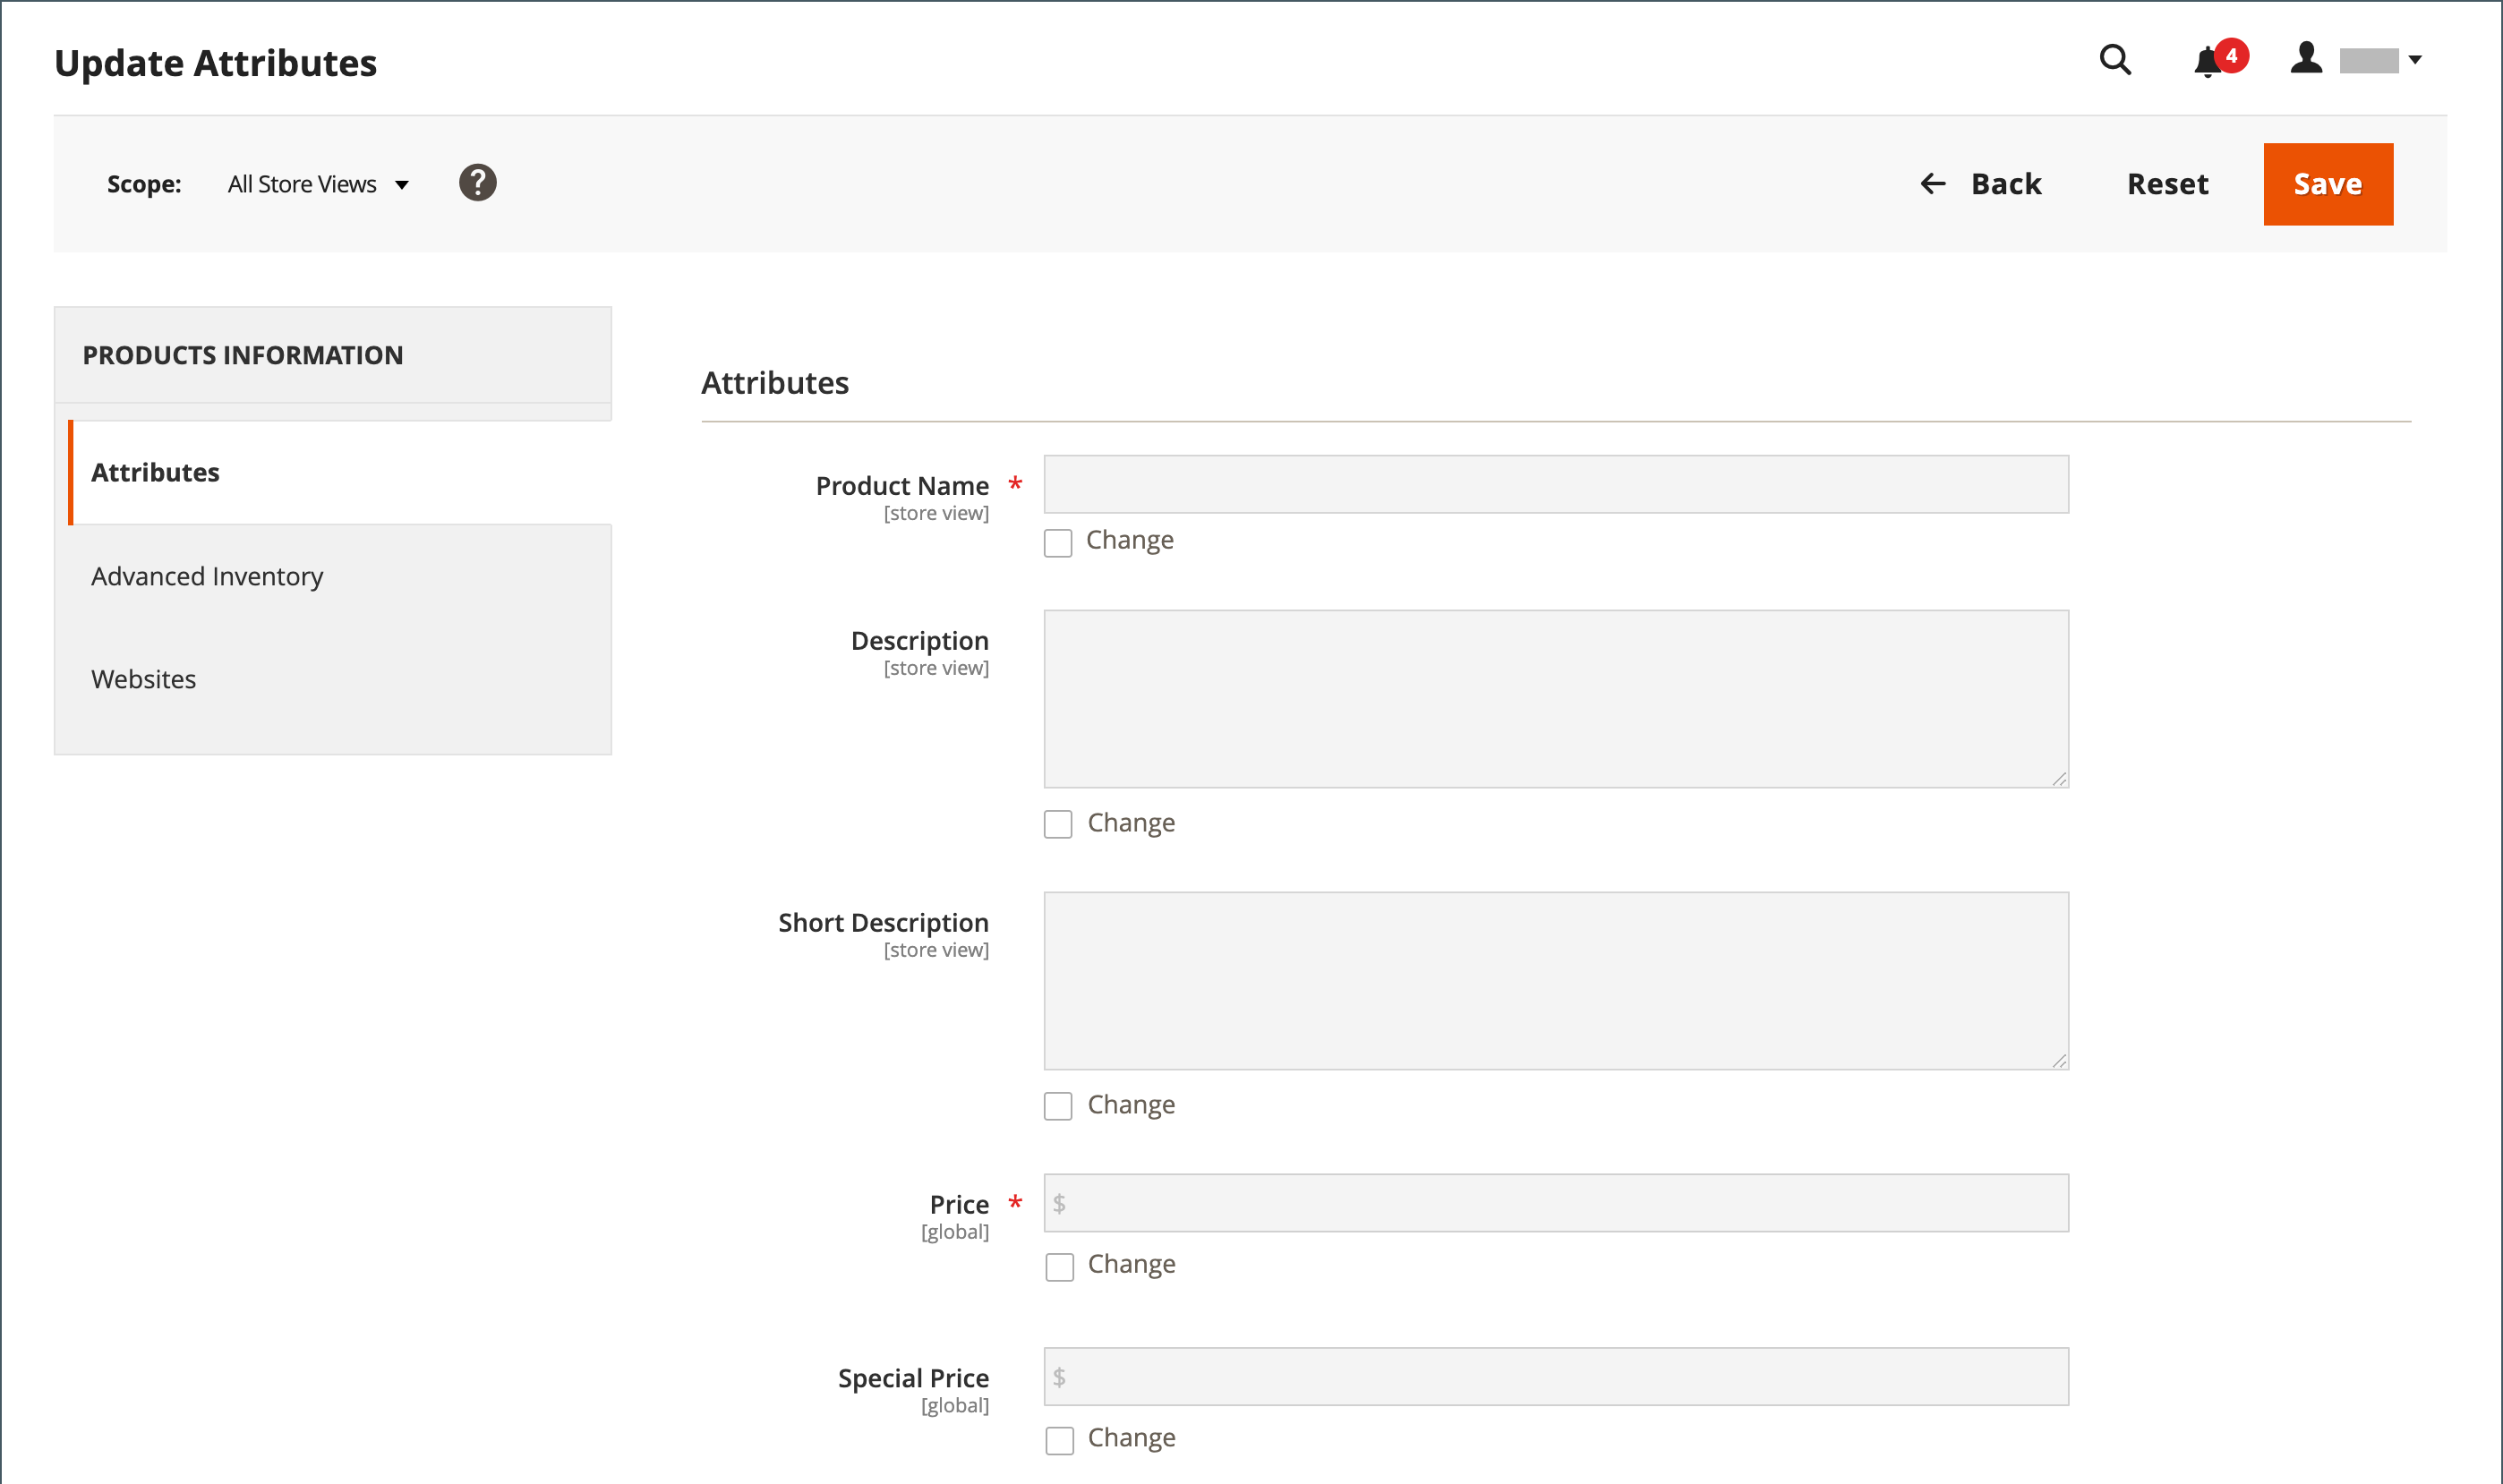 Update Attributes
4
Scope: All Store Views ?
Back Reset Save
PRODUCTS INFORMATION
Attributes
Advanced Inventory
Websites
Attributes
Product Name *
[store view]
Change
Description
[store view]
Change
Short Description
[store view]
Change
Price * $
[global]
Change
Special Price $
[global]
Change